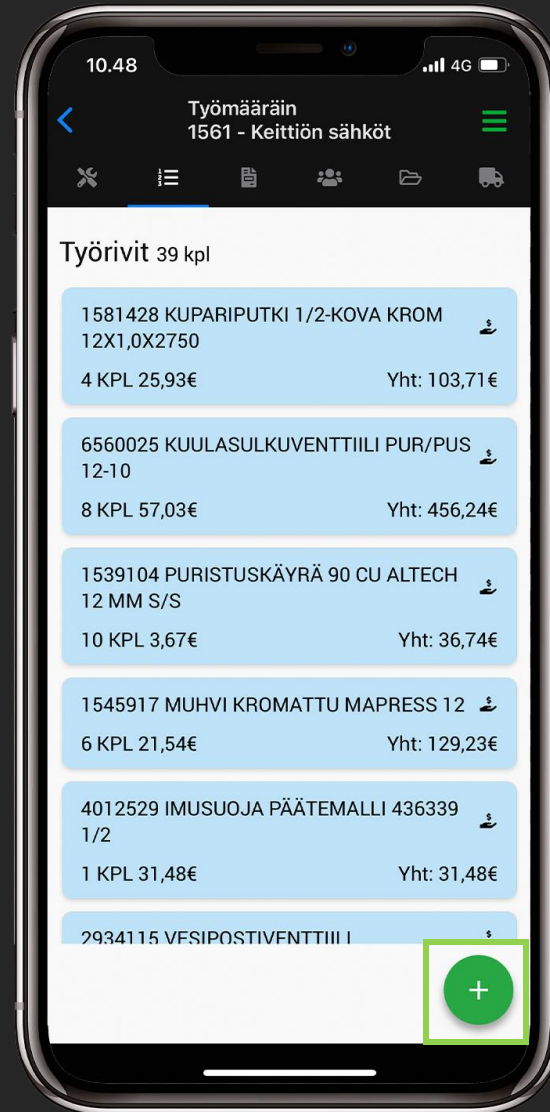 10.48
4G
Työmääräin
1561 - Keittiön sähköt
Työrivit 39 kpl
1581428 KUPARIPUTKI 1/2-KOVA KROM
12X1,0X2750
4 KPL 25,93€ Yht: 103,71€
6560025 KUULASULKUVENTTIILI PUR/PUS
12-10
8 KPL 57,03€ Yht: 456,24€
1539104 PURISTUSKÄYRÄ 90 CU ALTECH
12 MM S/S
10 KPL 3,67€ Yht: 36,74€
1545917 MUHVI KROMATTU MAPRESS 12
6 KPL 21,54€ Yht: 129,23€
4012529 IMUSUOJA PÄÄTEMALLI 436339
1/2
1 KPL 31,48€ Yht: 31,48€
2934115 VESIPOSTIVENTTIILI
+